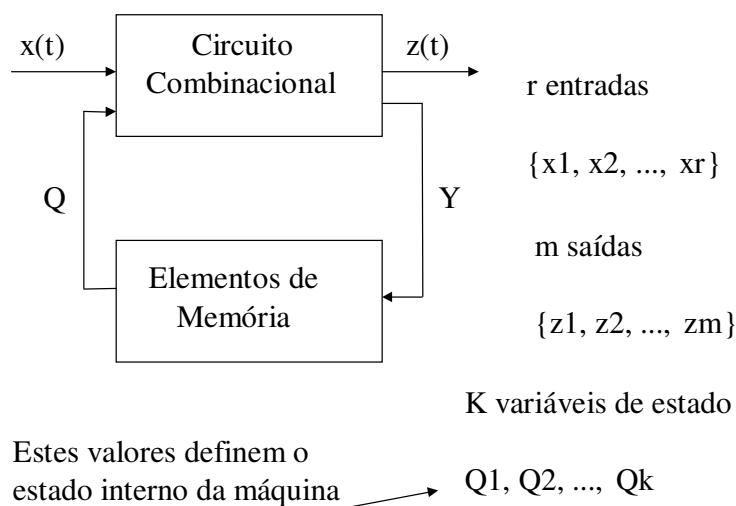 x(t)
Circuito
Combinacional
z(t)
r entradas
{x1, x2, ..., xr}
Q
Y
m saídas
Elementos de
Memória
{z1, z2, ..., zm}
K variáveis de estado
Estes valores definem o
estado interno da máquina
Q1, Q2, ..., Qk